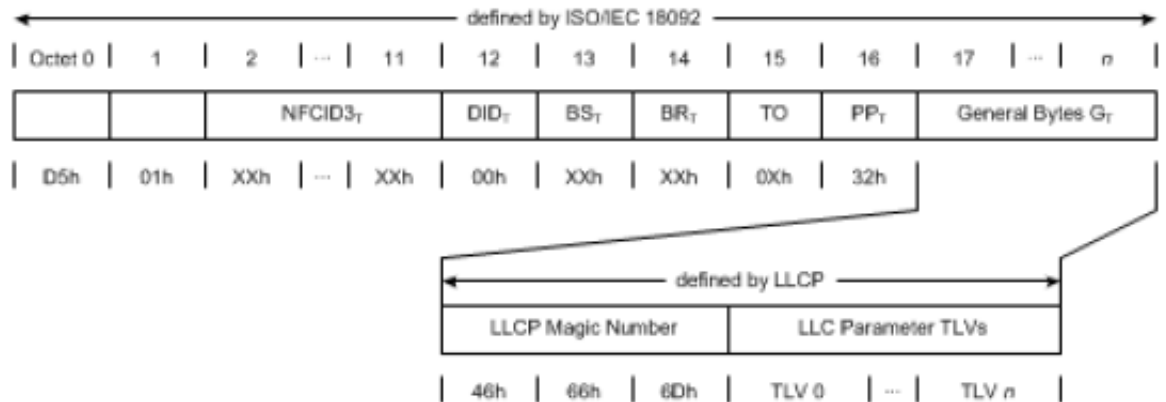 defined by ISO/IEC 18092
Octet 0 1 2 ... 11 12 13 14 15 16 17 ... n
NFCID3T DIDT BST BRT TO PPT General Bytes GT
D5h 01h XXh ... XXh 00h XXh XXh 0Xh 32h
defined by LLCP
LLCP Magic Number LLC Parameter TLVs
46h 66h 6Dh TLV 0 ... TLV n